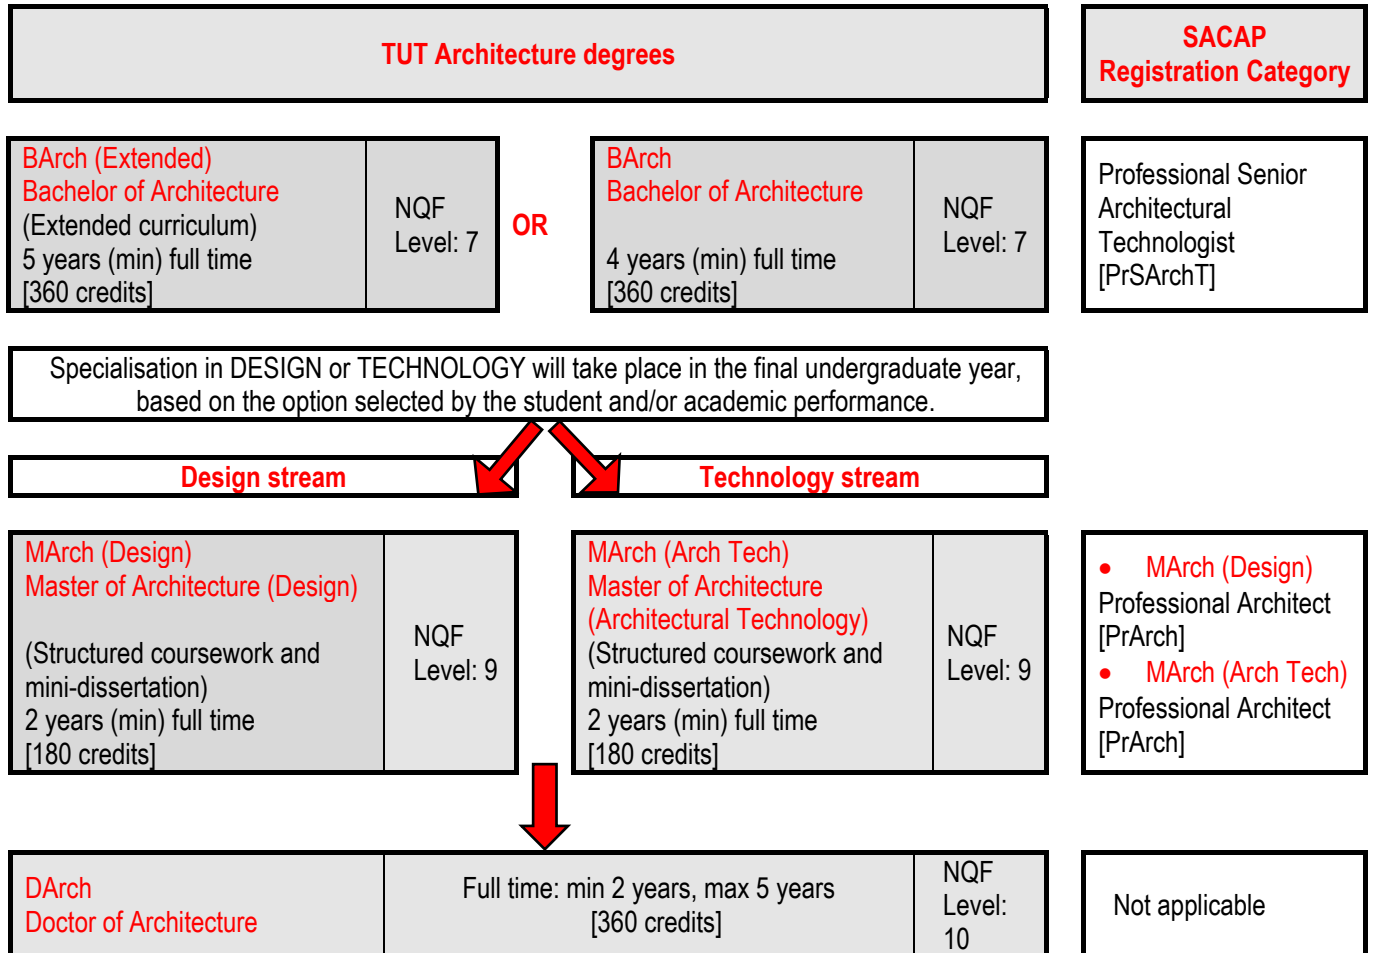 TUT Architecture degrees
SACAP
Registration Category
BArch (Extended)
Bachelor of Architecture
(Extended curriculum)
5 years (min) full time
[360 credits]
NQF
Level: 7
OR
BArch
Bachelor of Architecture
4 years (min) full time
[360 credits]
NQF
Level: 7
Professional Senior
Architectural
Technologist
[PrSArchT]
Specialisation in DESIGN or TECHNOLOGY will take place in the final undergraduate year,
based on the option selected by the student and/or academic performance.
Design stream
Technology stream
MArch (Design)
Master of Architecture (Design)
(Structured coursework and
mini-dissertation)
2 years (min) full time
[180 credits]
NQF
Level: 9
MArch (Arch Tech)
Master of Architecture
(Architectural Technology)
(Structured coursework and
mini-dissertation)
2 years (min) full time
[180 credits]
NQF
Level: 9
• MArch (Design)
Professional Architect
[PrArch]
• MArch (Arch Tech)
Professional Architect
[PrArch]
DArch
Doctor of Architecture
Full time: min 2 years, max 5 years
[360 credits]
NQF
Level:
10
Not applicable